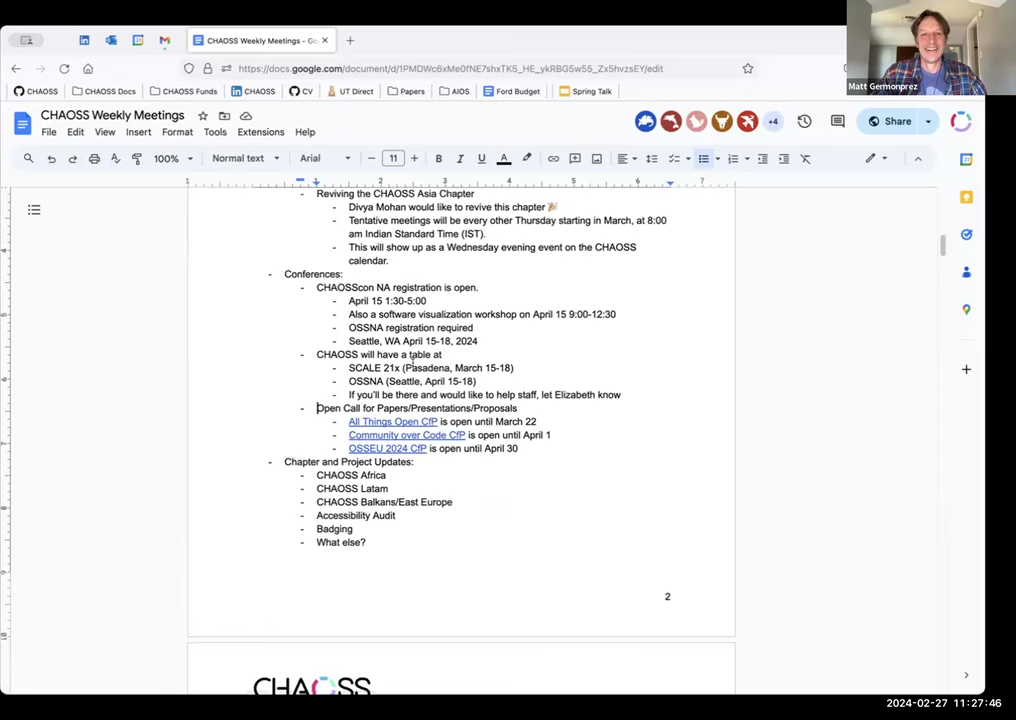 CHAOSS Weekly Meetings - Go
https://docs.google.com/document/d/1PMDWc6xMe0fNE7shxTK5_HE_ykRBG5w55_Zx5hvzsEY/edit
Matt Germonprez
CHAOSS
CHAOSS Docs
CHAOSS Funds
CHAOSS
CV
UT Direct
Papers
AIOS
Ford Budget
Spring Talk
CHAOSS Weekly Meetings
+4
Share
File Edit View Insert Format Tools Extensions Help
100% Normal text Arial 11
1 1 2 3 4 5 6 7
- Reviving the CHAOSS Asia Chapter
- Divya Mohan would like to revive this chapter🎉
- Tentative meetings will be every other Thursday starting in March, at 8:00
am Indian Standard Time (IST).
- This will show up as a Wednesday evening event on the CHAOSS
calendar.
- Conferences:
- CHAOSScon NA registration is open.
- April 15 1:30-5:00
- Also a software visualization workshop on April 15 9:00-12:30
- OSSNA registration required
- Seattle, WA April 15-18, 2024
- CHAOSS will have a table at
- SCALE 21x (Pasadena, March 15-18)
- OSSNA (Seattle, April 15-18)
- If you'll be there and would like to help staff, let Elizabeth know
- Open Call for Papers/Presentations/Proposals
- All Things Open CfP is open until March 22
- Community over Code CfP is open until April 1
- OSSEU 2024 CfP is open until April 30
- Chapter and Project Updates:
- CHAOSS Africa
- CHAOSS Latam
- CHAOSS Balkans/East Europe
- Accessibility Audit
- Badging
- What else?
2
CHAOSS
2024-02-27 11:27:46